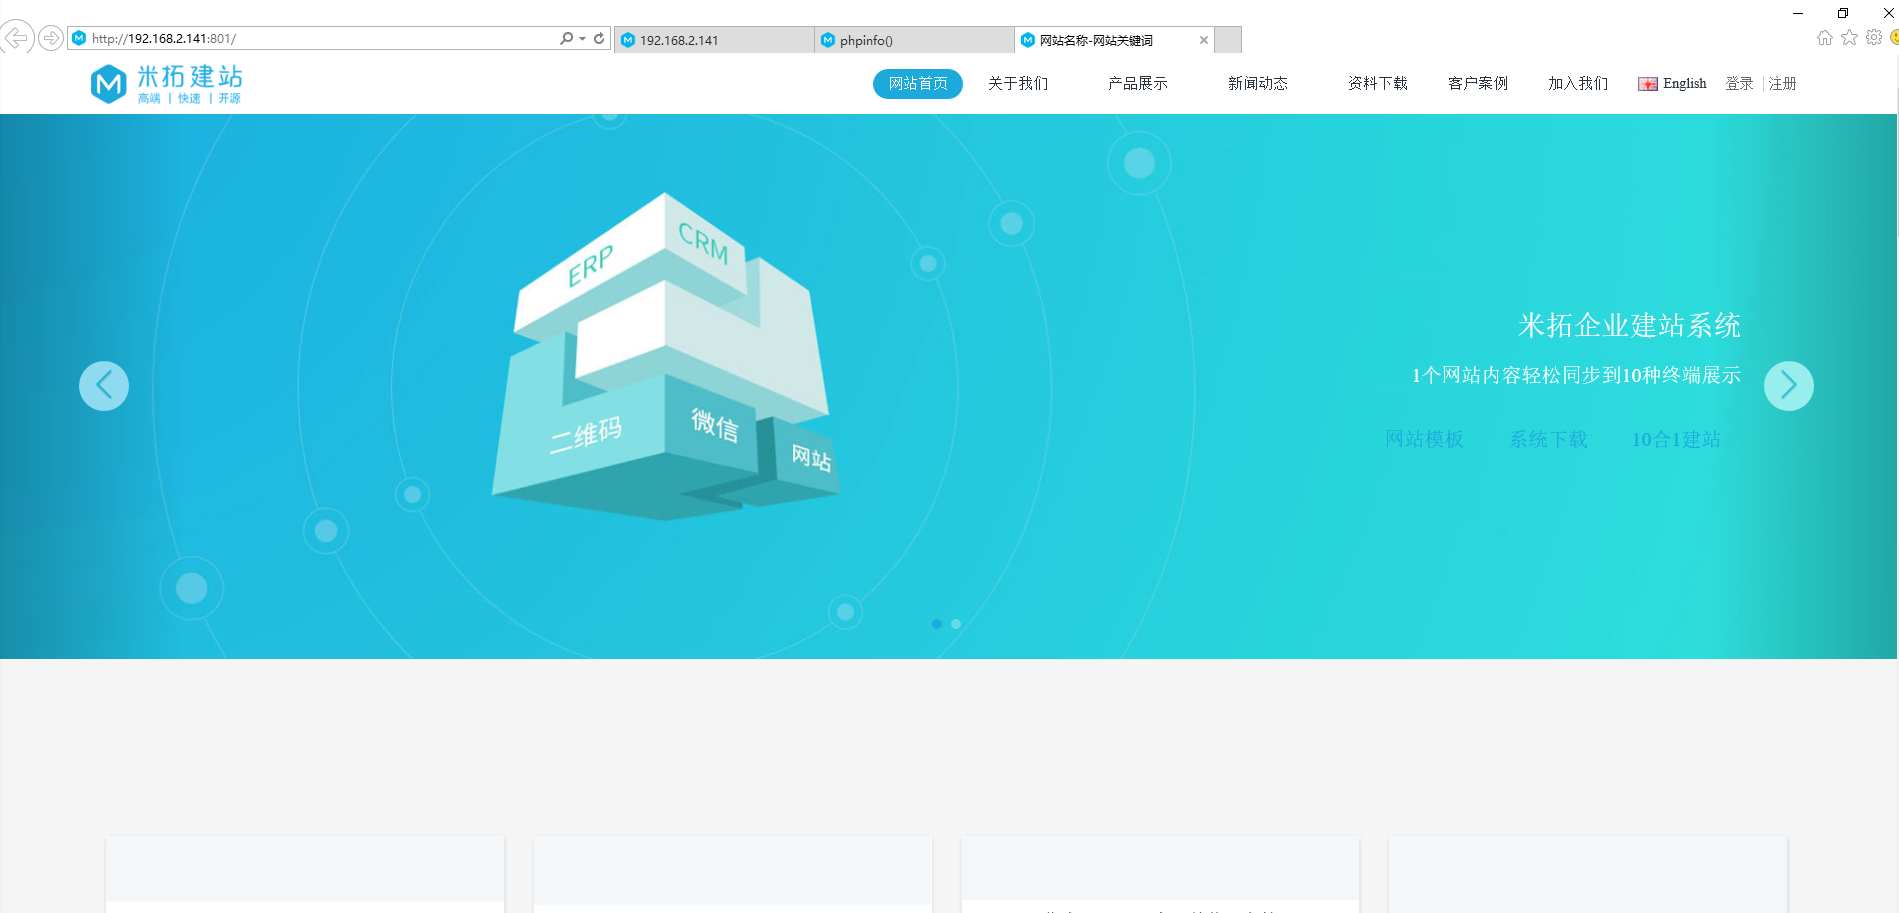 http://192.168.2.141:801/
192.168.2.141
phpinfo()
网站名称-网站关键词
米拓建站
高端 | 快速 | 开源
网站首页 关于我们 产品展示 新闻动态 资料下载 客户案例 加入我们 English 登录 注册
ERP
CRM
二维码
微信
网站
米拓企业建站系统
1个网站内容轻松同步到10种终端展示
网站模板 系统下载 10合1建站